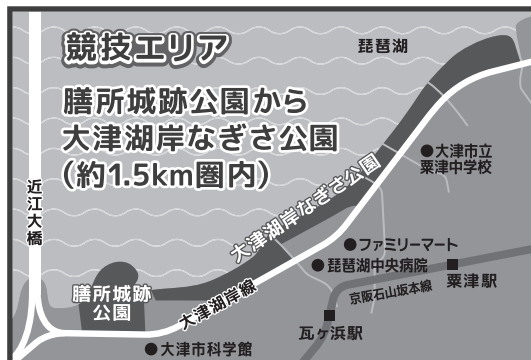 競技エリア
膳所城跡公園から
大津湖岸なぎさ公園
(約1.5km圏内)
琵琶湖
近江大橋
大津湖岸なぎさ公園
●大津市立
粟津中学校
●ファミリーマート
●琵琶湖中央病院
京阪石山坂本線
粟津駅
瓦ヶ浜駅
膳所城跡
公園
大津湖岸線
●大津市科学館